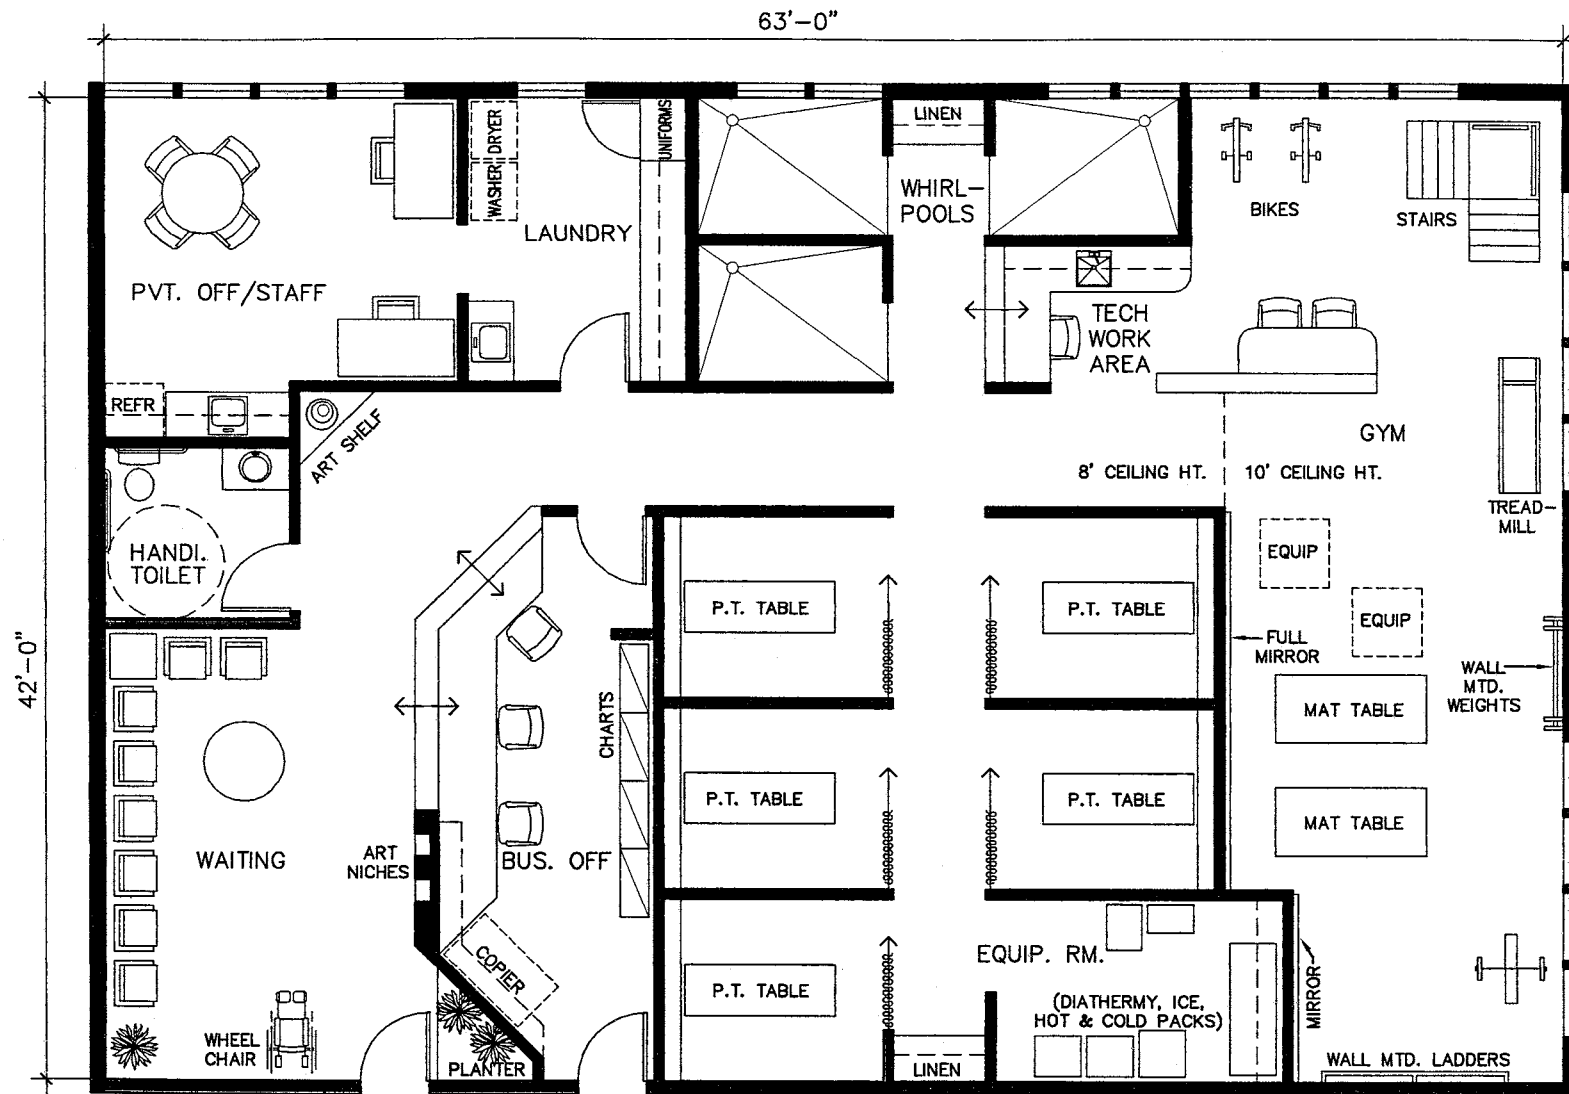 63'-0"
42'-0"
DRYER
WASHER
UNIFORMS
LAUNDRY
PVT. OFF/STAFF
REFR
ART SHELF
HANDI.
TOILET
LINEN
WHIRL-
POOLS
TECH
WORK
AREA
BIKES
STAIRS
GYM
8' CEILING HT.
10' CEILING HT.
TREAD-
MILL
EQUIP
EQUIP
FULL
MIRROR
WALL
MTD.
WEIGHTS
MAT TABLE
MAT TABLE
P.T. TABLE
P.T. TABLE
P.T. TABLE
P.T. TABLE
P.T. TABLE
CHARTS
WAITING
ART
NICHES
BUS. OFF
COPIER
PLANTER
WHEEL
CHAIR
EQUIP. RM.
(DIATHERMY, ICE,
HOT & COLD PACKS)
LINEN
MIRROR
WALL MTD. LADDERS